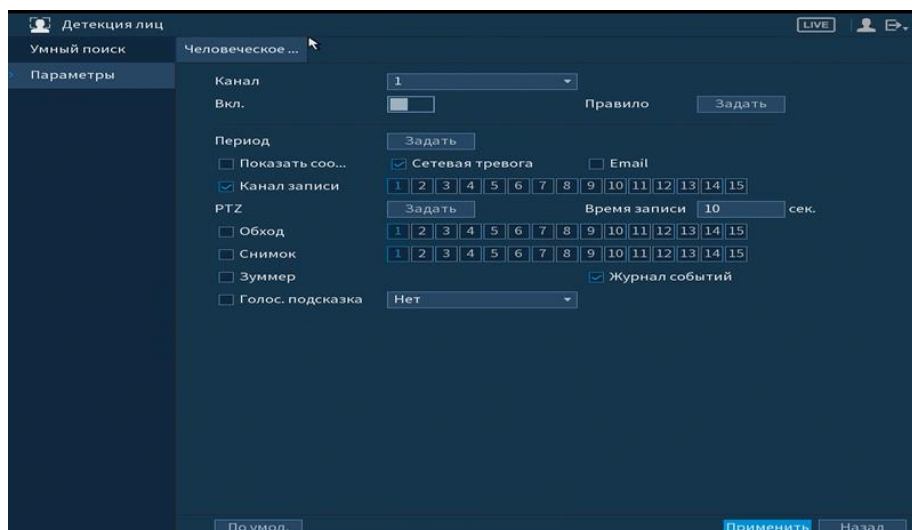 Детекция лиц LIVE
Умный поиск Человеческое ...
Параметры
Канал 1
Вкл. Правило Задать
Период Задать
Показать соо... Сетевая тревога Email
Канал записи 1 2 3 4 5 6 7 8 9 10 11 12 13 14 15
PTZ Задать Время записи 10 сек.
Обход 1 2 3 4 5 6 7 8 9 10 11 12 13 14 15
Снимок 1 2 3 4 5 6 7 8 9 10 11 12 13 14 15
Зуммер Журнал событий
Голос. подсказка Нет
По умол. Применить Назад